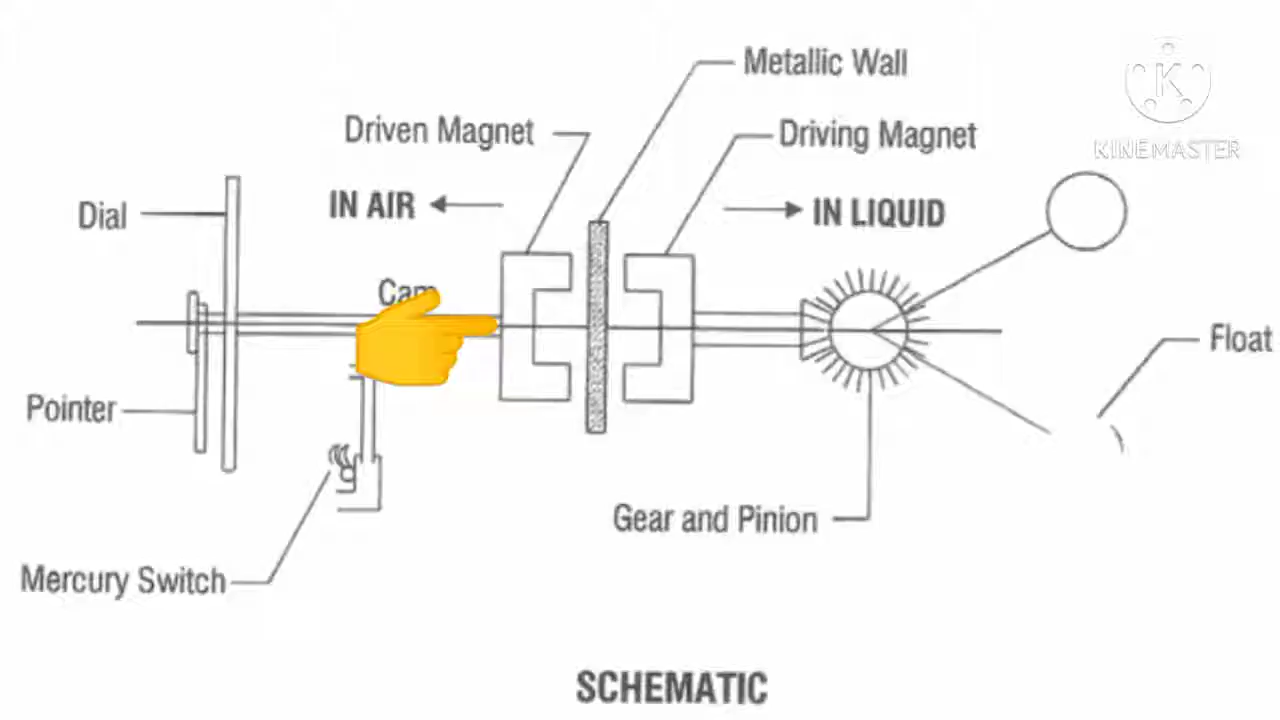 Metallic Wall
Driven Magnet
Driving Magnet
KINEMASTER
IN AIR
IN LIQUID
Dial
Cam
Float
Pointer
Gear and Pinion
Mercury Switch
SCHEMATIC